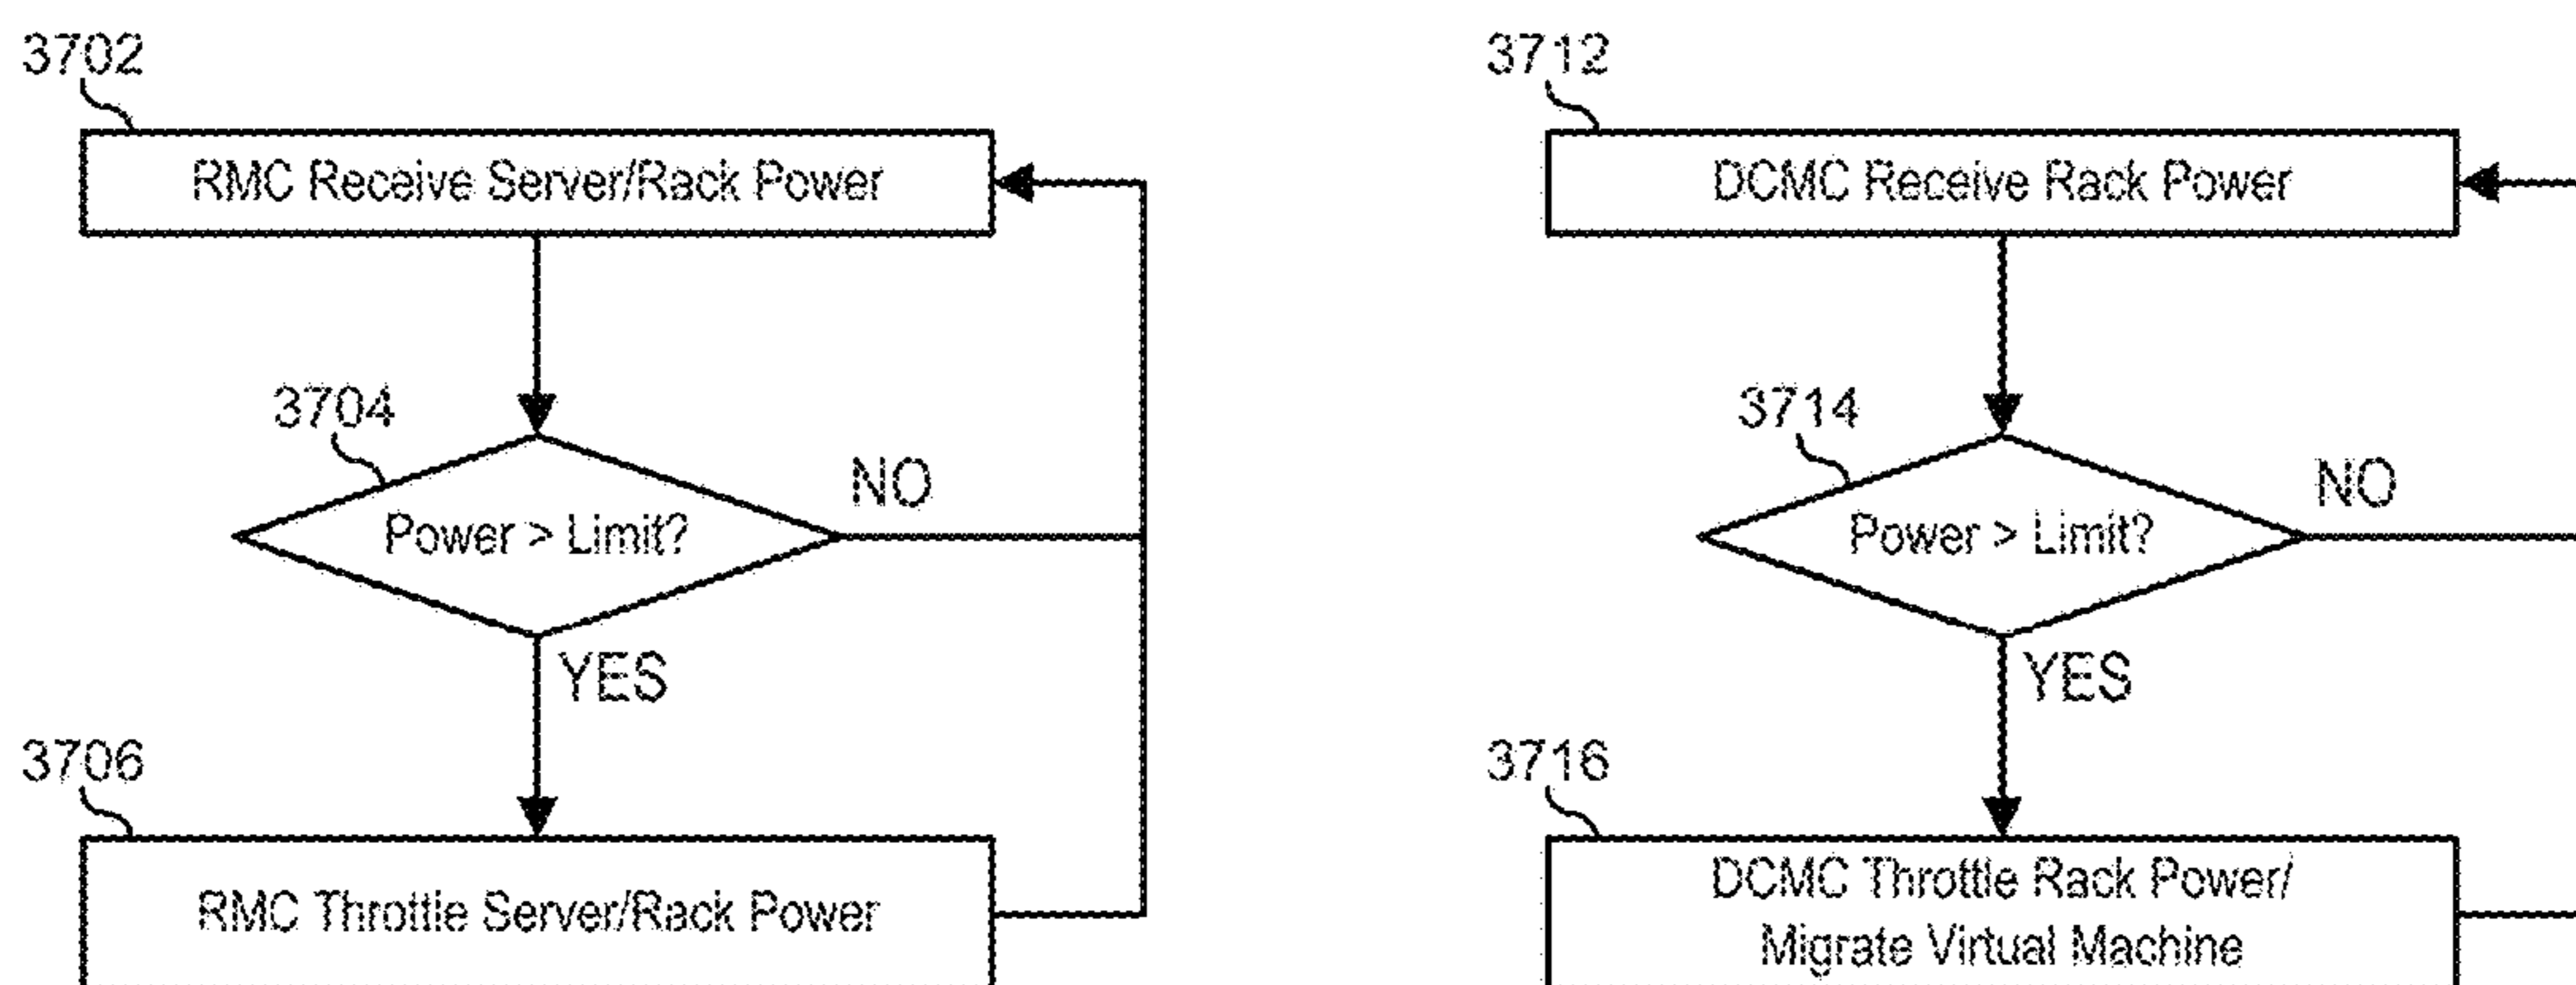 3702
RMC Receive Server/Rack Power
3704
Power > Limit?
NO
YES
3706
RMC Throttle Server/Rack Power
3712
DCMC Receive Rack Power
3714
Power > Limit?
NO
YES
3716
DCMC Throttle Rack Power/
Migrate Virtual Machine